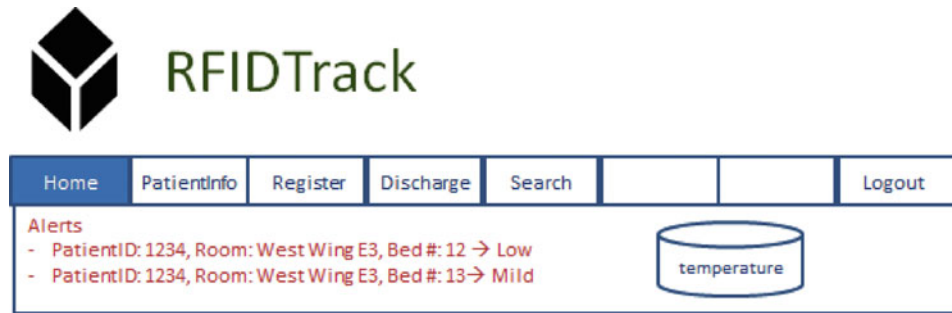 RFIDTrack
Home PatientInfo Register Discharge Search Logout
Alerts
- PatientID: 1234, Room: West Wing E3, Bed #: 12 → Low
- PatientID: 1234, Room: West Wing E3, Bed #: 13→ Mild
temperature